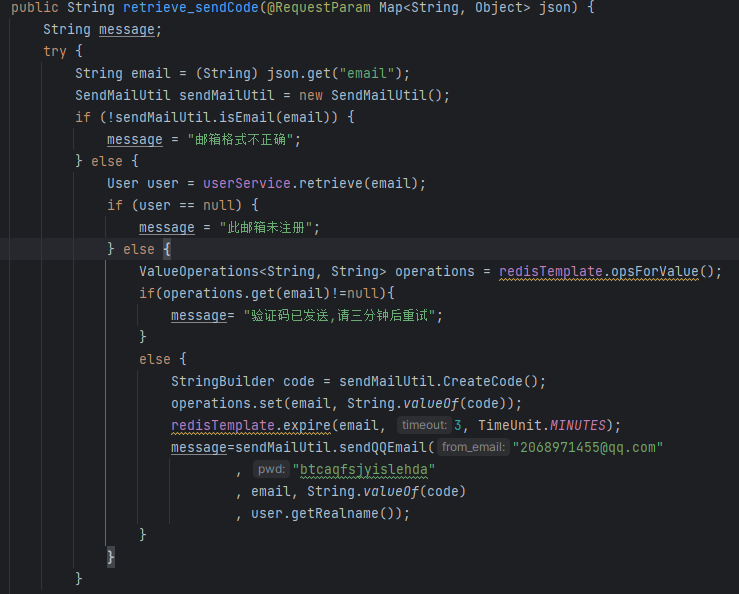 public String retrieve_sendCode(@RequestParam Map<String, Object> json) {
String message;
try {
String email = (String) json.get("email");
SendMailUtil sendMailUtil = new SendMailUtil();
if (!sendMailUtil.isEmail(email)) {
message = "邮箱格式不正确";
} else {
User user = userService.retrieve(email);
if (user == null) {
message = "此邮箱未注册";
} else {
ValueOperations<String, String> operations = redisTemplate.opsForValue();
if(operations.get(email)!=null){
message= "验证码已发送,请三分钟后重试";
}
else {
StringBuilder code = sendMailUtil.CreateCode();
operations.set(email, String.valueOf(code));
redisTemplate.expire(email, timeout: 3, TimeUnit.MINUTES);
message=sendMailUtil.sendQQEmail( from_email: "2068971455@qq.com"
, pwd: "btcaqfsjyislehda"
, email, String.valueOf(code)
, user.getRealname());
}
}
}